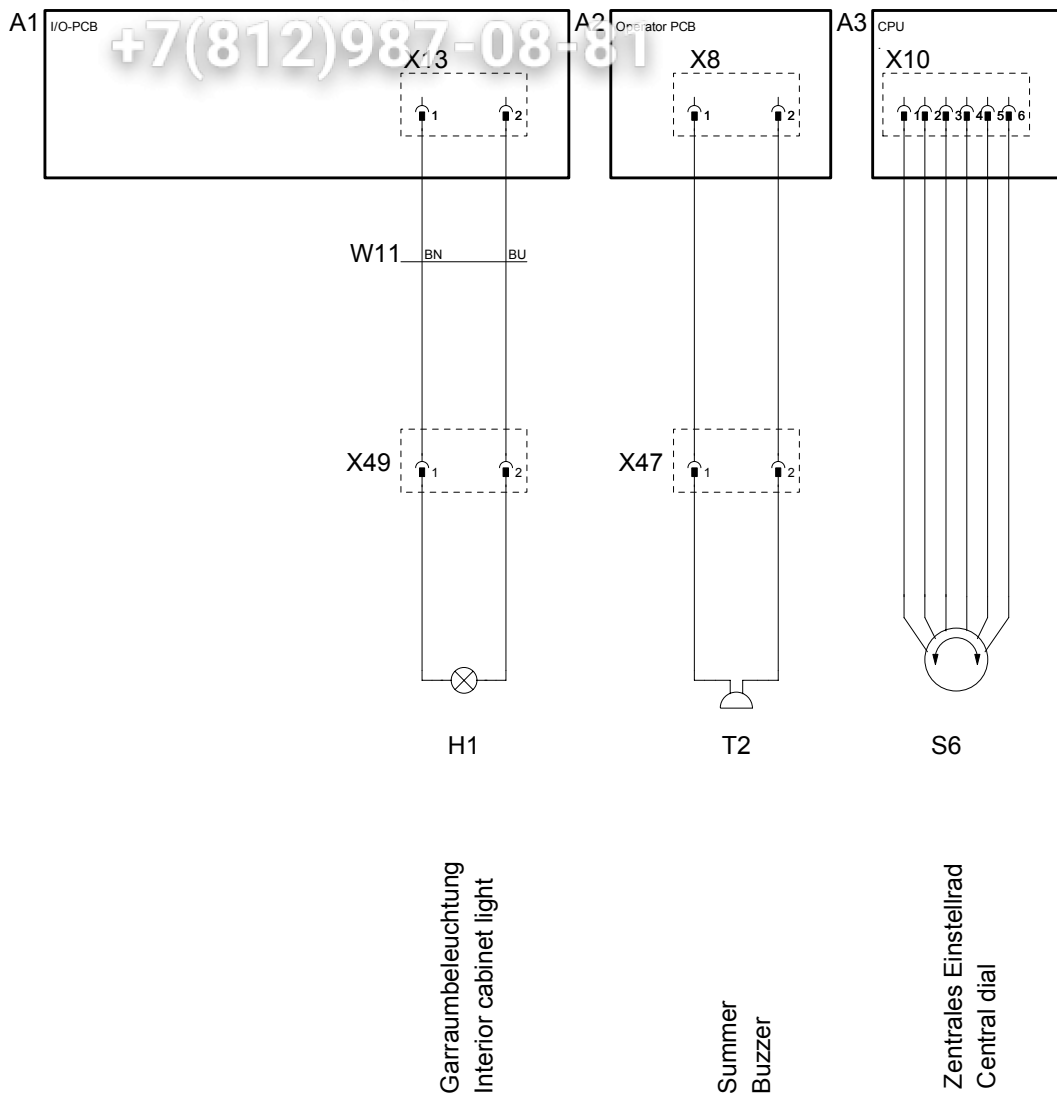 A1 I/O-PCB
A2 Operator PCB
A3 CPU
+7(812)987-08-81
X13
X8
X10
1 2
1 2
1 2 3 4 5 6
W11 BN BU
X49 1 2
X47 1 2
H1
T2
S6
Garraumbeleuchtung
Interior cabinet light
Summer
Buzzer
Zentrales Einstellrad
Central dial